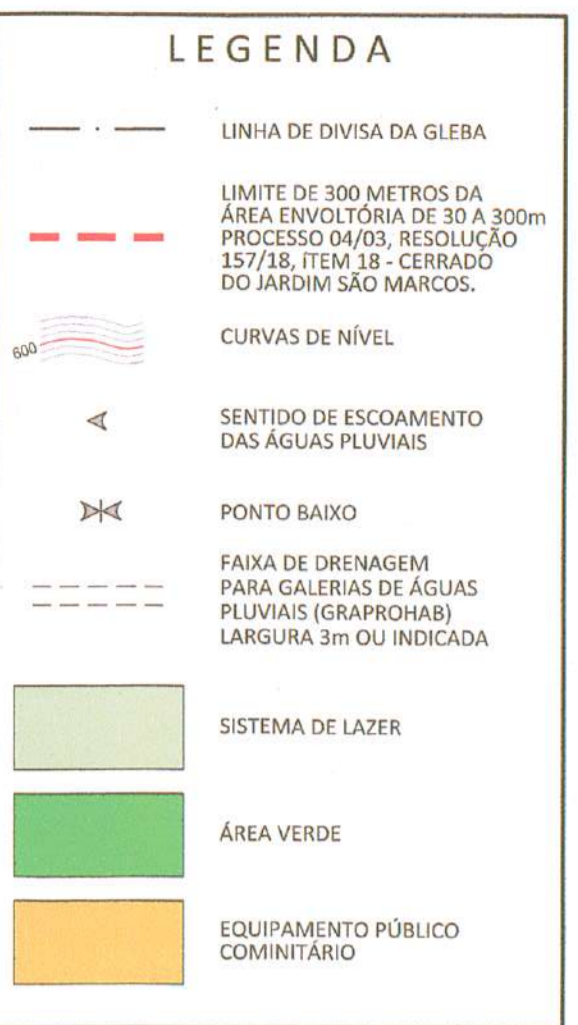 LEGENDA
LINHA DE DIVISA DA GLEBA
LIMITE DE 300 METROS DA
ÁREA ENVOLTÓRIA DE 30 A 300m
PROCESSO 04/03, RESOLUÇÃO
157/18, ÍTEM 18 - CERRADO
DO JARDIM SÃO MARCOS.
600
CURVAS DE NÍVEL
SENTIDO DE ESCOAMENTO
DAS ÁGUAS PLUVIAIS
PONTO BAIXO
FAIXA DE DRENAGEM
PARA GALERIAS DE ÁGUAS
PLUVIAIS (GRAPROHAB)
LARGURA 3m OU INDICADA
SISTEMA DE LAZER
ÁREA VERDE
EQUIPAMENTO PÚBLICO
COMINITÁRIO